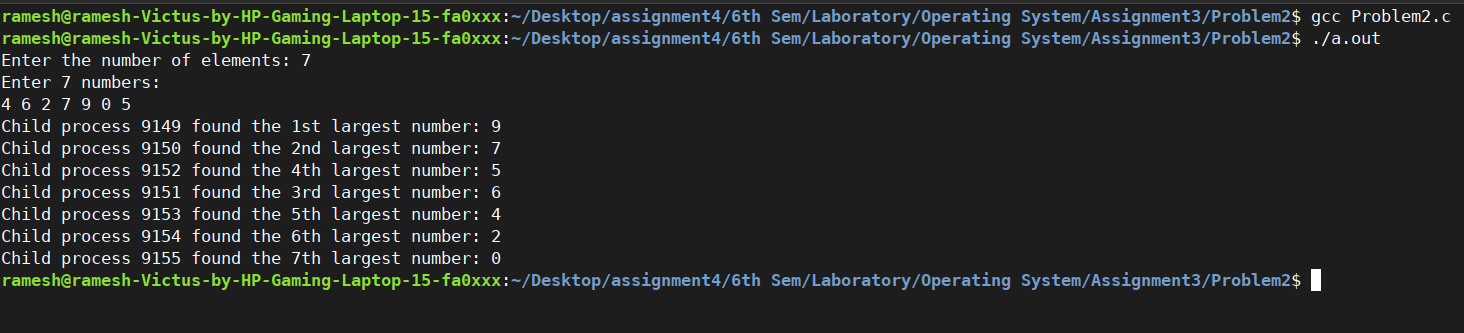 ramesh@ramesh-Victus-by-HP-Gaming-Laptop-15-fa0xxx:~/Desktop/assignment4/6th Sem/Laboratory/Operating System/Assignment3/Problem2$ gcc Problem2.c
ramesh@ramesh-Victus-by-HP-Gaming-Laptop-15-fa0xxx:~/Desktop/assignment4/6th Sem/Laboratory/Operating System/Assignment3/Problem2$ ./a.out
Enter the number of elements: 7
Enter 7 numbers:
4 6 2 7 9 0 5
Child process 9149 found the 1st largest number: 9
Child process 9150 found the 2nd largest number: 7
Child process 9152 found the 4th largest number: 5
Child process 9151 found the 3rd largest number: 6
Child process 9153 found the 5th largest number: 4
Child process 9154 found the 6th largest number: 2
Child process 9155 found the 7th largest number: 0
ramesh@ramesh-Victus-by-HP-Gaming-Laptop-15-fa0xxx:~/Desktop/assignment4/6th Sem/Laboratory/Operating System/Assignment3/Problem2$